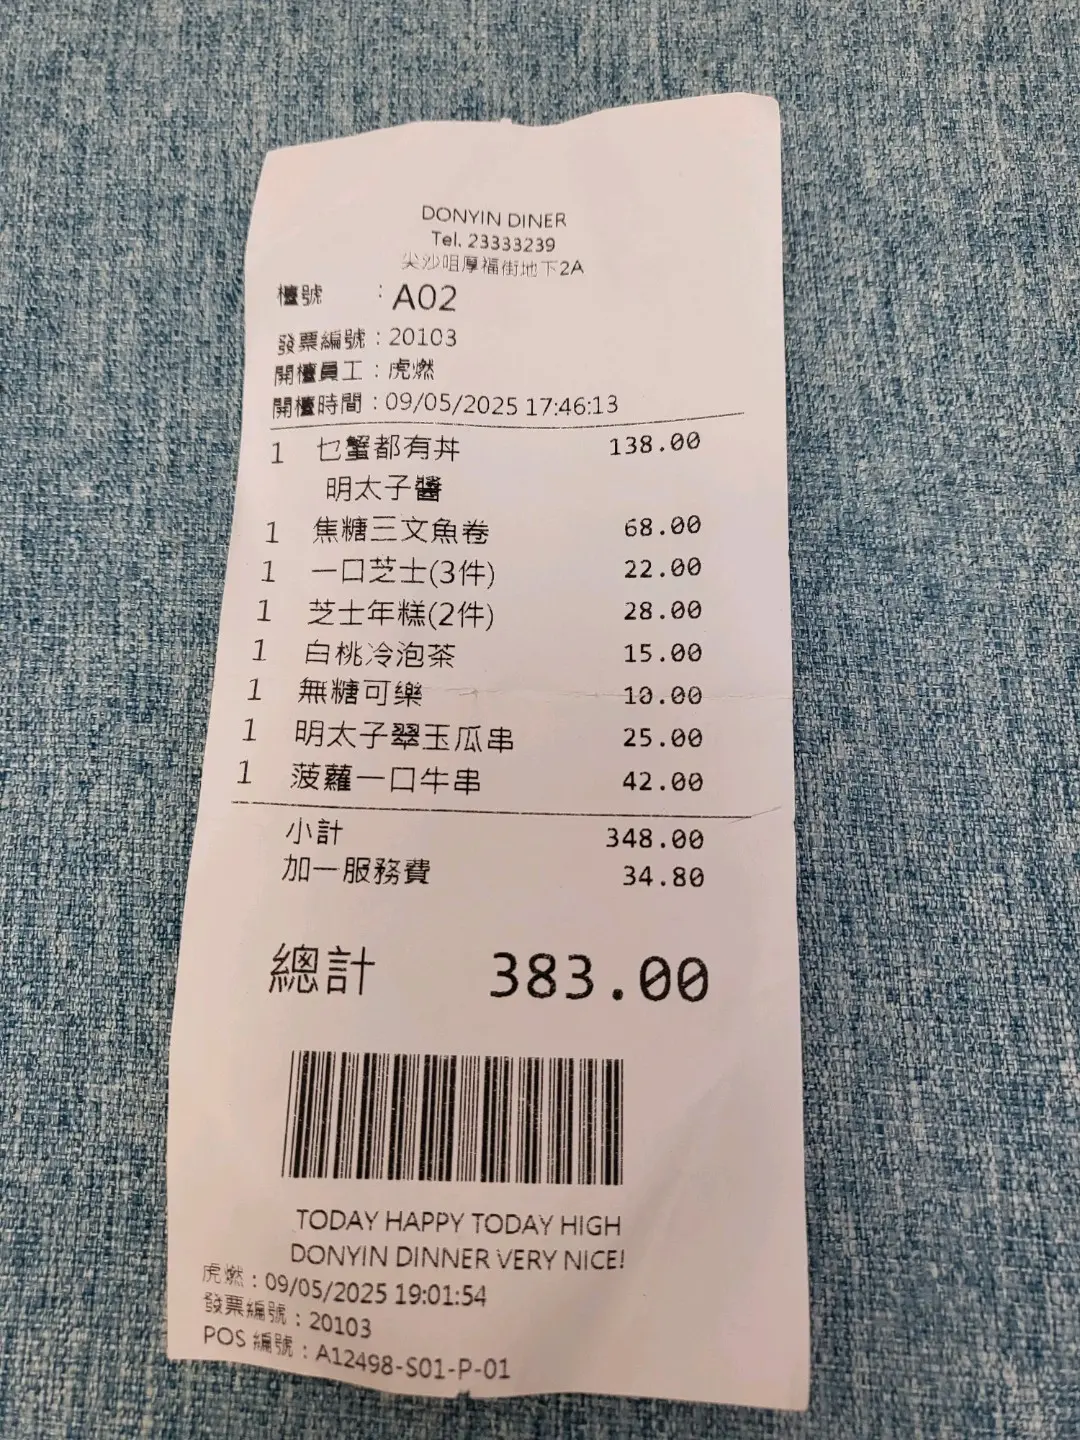 DONYIN DINER
Tel. 23333239
尖沙咀厚福街地下2A
檯號 : A02
發票編號 : 20103
開檯員工 : 虎燃
開檯時間 : 09/05/2025 17:46:13
1 乜蟹都有丼 138.00
明太子醬
1 焦糖三文魚卷 68.00
1 一口芝士(3件) 22.00
1 芝士年糕(2件) 28.00
1 白桃冷泡茶 15.00
1 無糖可樂 10.00
1 明太子翠玉瓜串 25.00
1 菠蘿一口牛串 42.00
小計 348.00
加一服務費 34.80
總計 383.00
TODAY HAPPY TODAY HIGH
DONYIN DINNER VERY NICE!
虎燃 : 09/05/2025 19:01:54
發票編號 : 20103
POS 編號 : A12498-S01-P-01